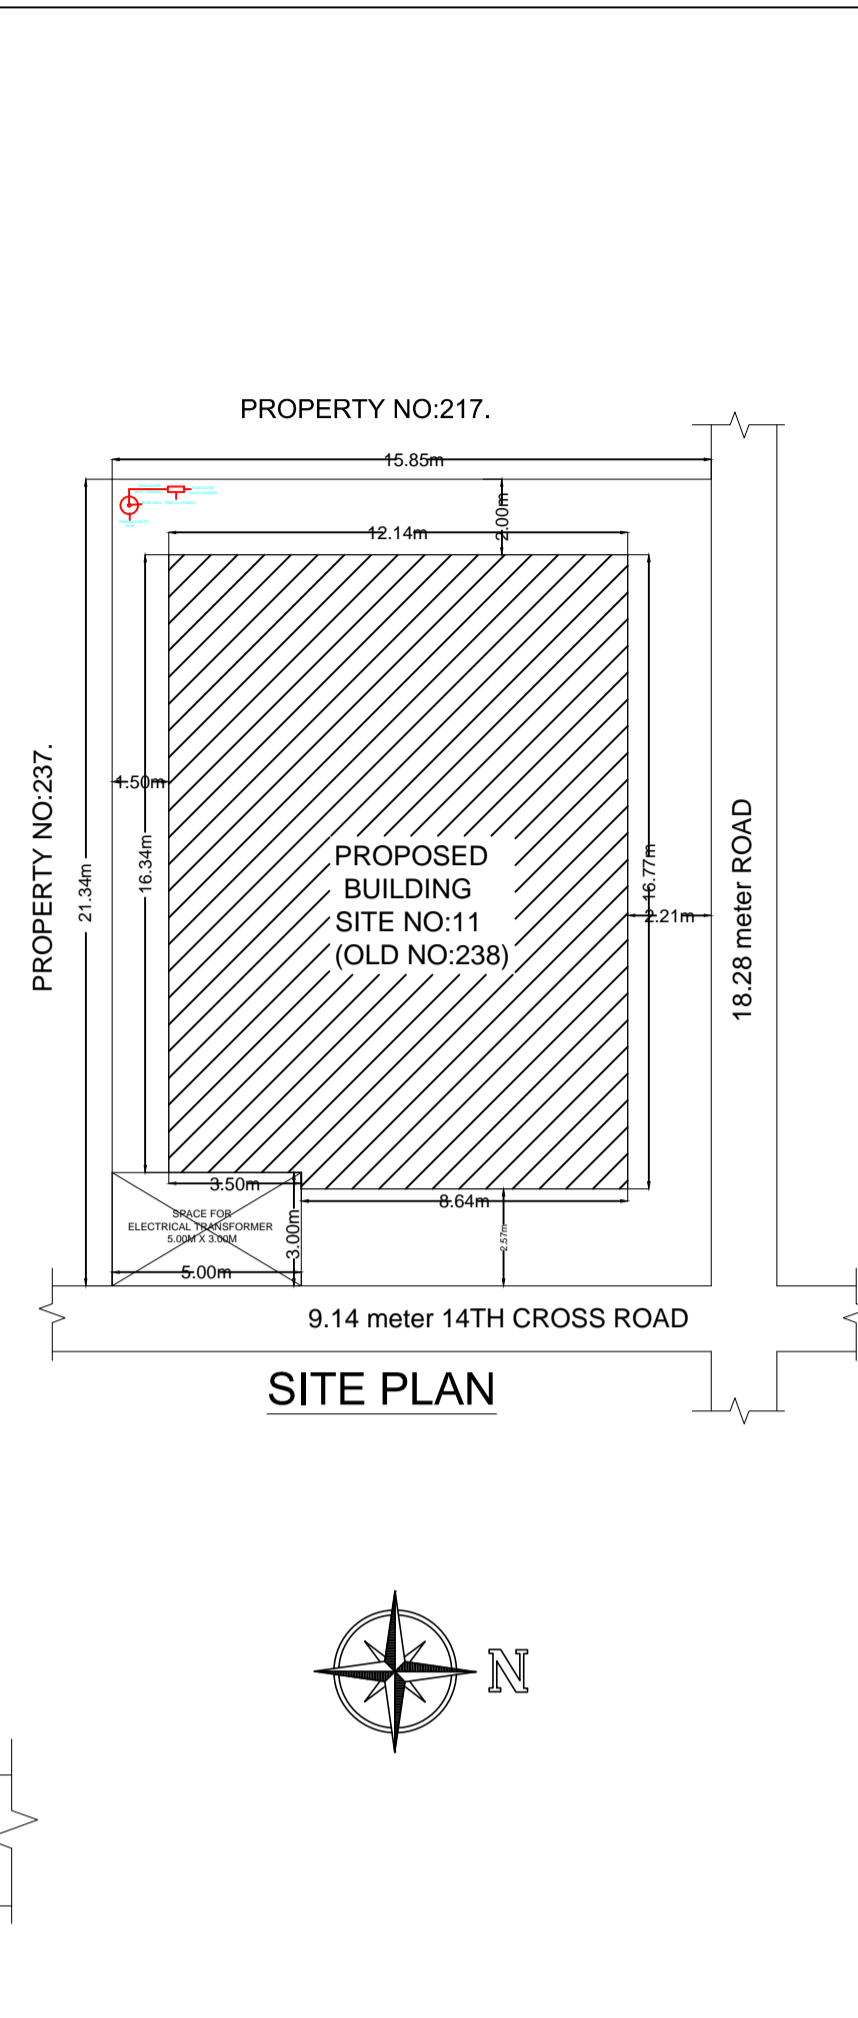 PROPERTY NO:217.
15.85m
2.00m
12.14m
1.50m
PROPERTY NO:237.
21.34m
16.34m
PROPOSED
BUILDING
SITE NO:11
(OLD NO:238)
16.77m
2.21m
18.28 meter ROAD
3.50m
8.64m
SPACE FOR
ELECTRICAL TRANSFORMER
5.00M X 3.00M
3.00m
2.57m
5.00m
9.14 meter 14TH CROSS ROAD
SITE PLAN
N